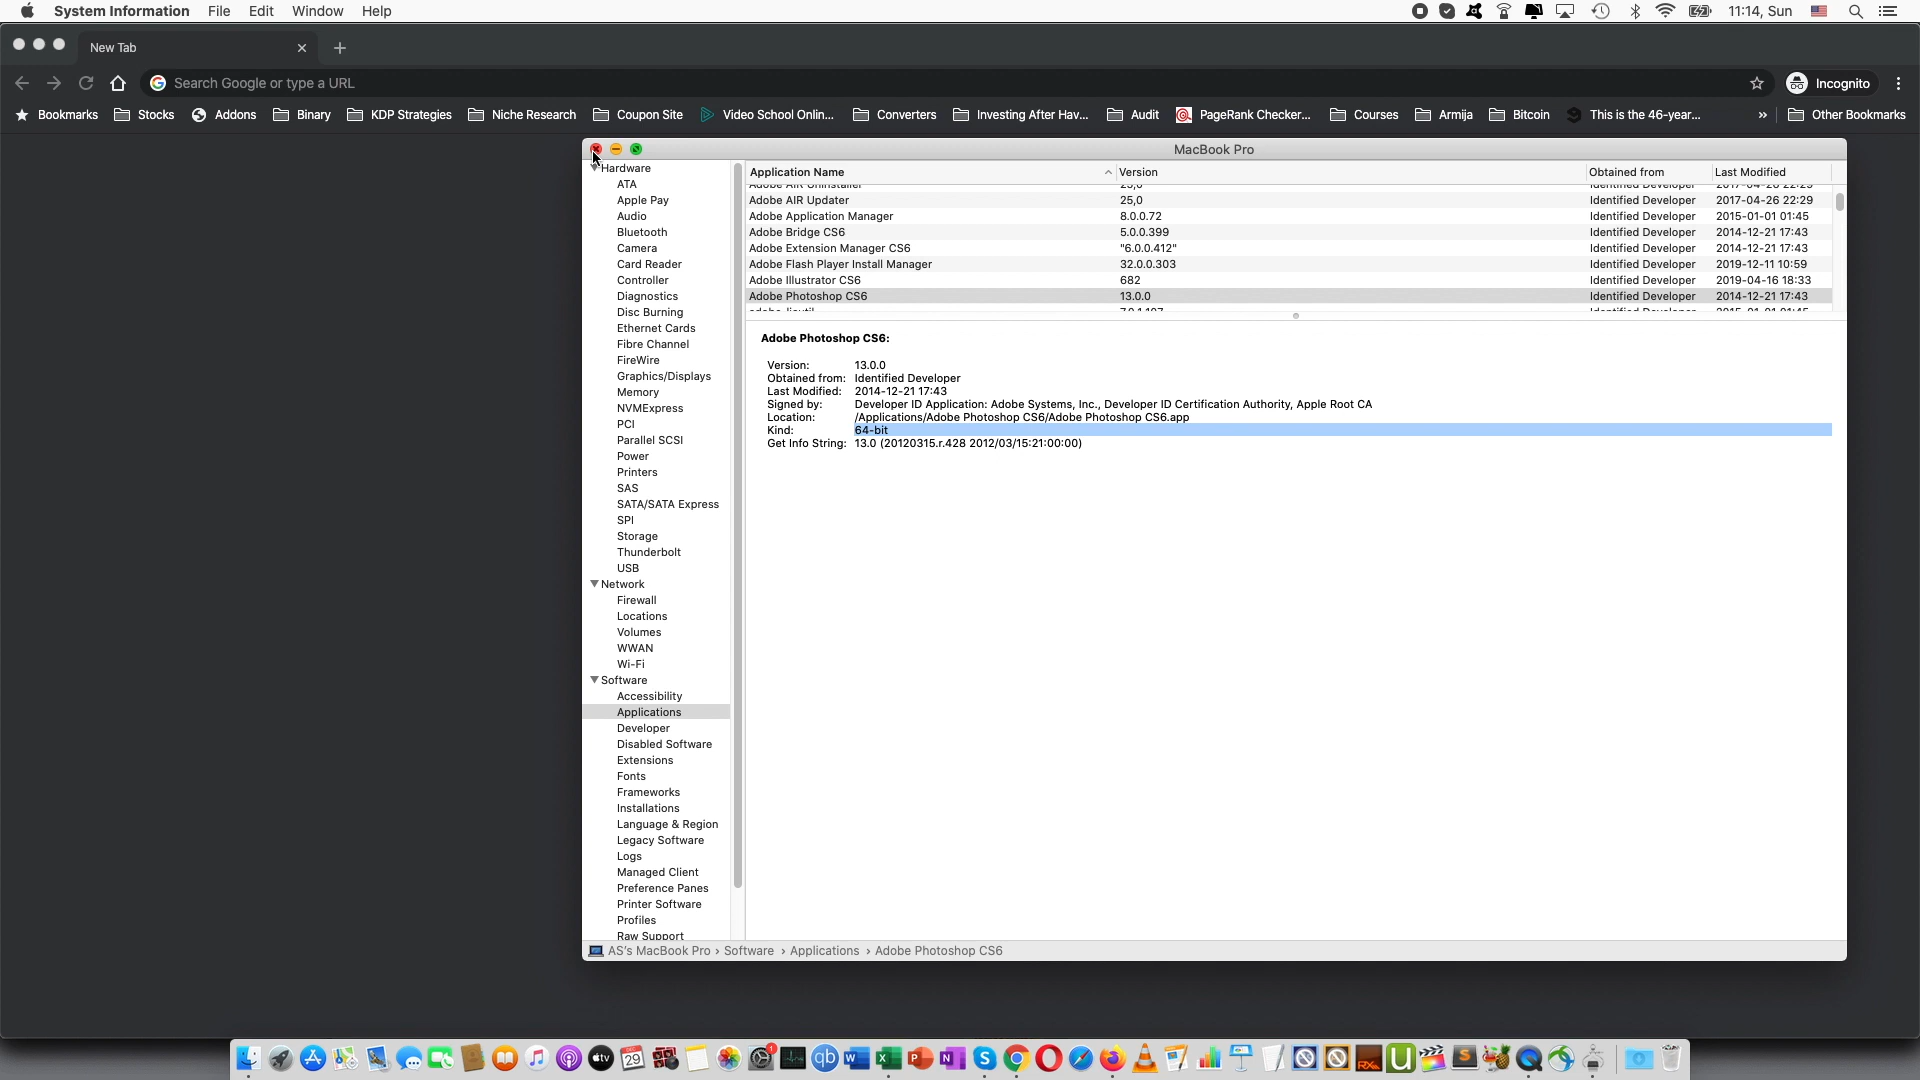 System Information File Edit Window Help 11:14, Sun
New Tab
Search Google or type a URL Incognito
Bookmarks Stocks Addons Binary KDP Strategies Niche Research Coupon Site Video School Onlin... Converters Investing After Hav... Audit PageRank Checker... Courses Armija Bitcoin This is the 46-year... » Other Bookmarks
MacBook Pro
Hardware
ATA
Apple Pay
Audio
Bluetooth
Camera
Card Reader
Controller
Diagnostics
Disc Burning
Ethernet Cards
Fibre Channel
FireWire
Graphics/Displays
Memory
NVMExpress
PCI
Parallel SCSI
Power
Printers
SAS
SATA/SATA Express
SPI
Storage
Thunderbolt
USB
Network
Firewall
Locations
Volumes
WWAN
Wi-Fi
Software
Accessibility
Applications
Developer
Disabled Software
Extensions
Fonts
Frameworks
Installations
Language & Region
Legacy Software
Logs
Managed Client
Preference Panes
Printer Software
Profiles
Raw Support
Application Name Version Obtained from Last Modified
Adobe AIR Uninstaller 25,0 Identified Developer 2017-04-26 22:29
Adobe AIR Updater 25,0 Identified Developer 2017-04-26 22:29
Adobe Application Manager 8.0.0.72 Identified Developer 2015-01-01 01:45
Adobe Bridge CS6 5.0.0.399 Identified Developer 2014-12-21 17:43
Adobe Extension Manager CS6 "6.0.0.412" Identified Developer 2014-12-21 17:43
Adobe Flash Player Install Manager 32.0.0.303 Identified Developer 2019-12-11 10:59
Adobe Illustrator CS6 682 Identified Developer 2019-04-16 18:33
Adobe Photoshop CS6 13.0.0 Identified Developer 2014-12-21 17:43
Adobe Photoshop CS6:
Version: 13.0.0
Obtained from: Identified Developer
Last Modified: 2014-12-21 17:43
Signed by: Developer ID Application: Adobe Systems, Inc., Developer ID Certification Authority, Apple Root CA
Location: /Applications/Adobe Photoshop CS6/Adobe Photoshop CS6.app
Kind: 64-bit
Get Info String: 13.0 (20120315.r.428 2012/03/15:21:00:00)
AS's MacBook Pro › Software › Applications › Adobe Photoshop CS6